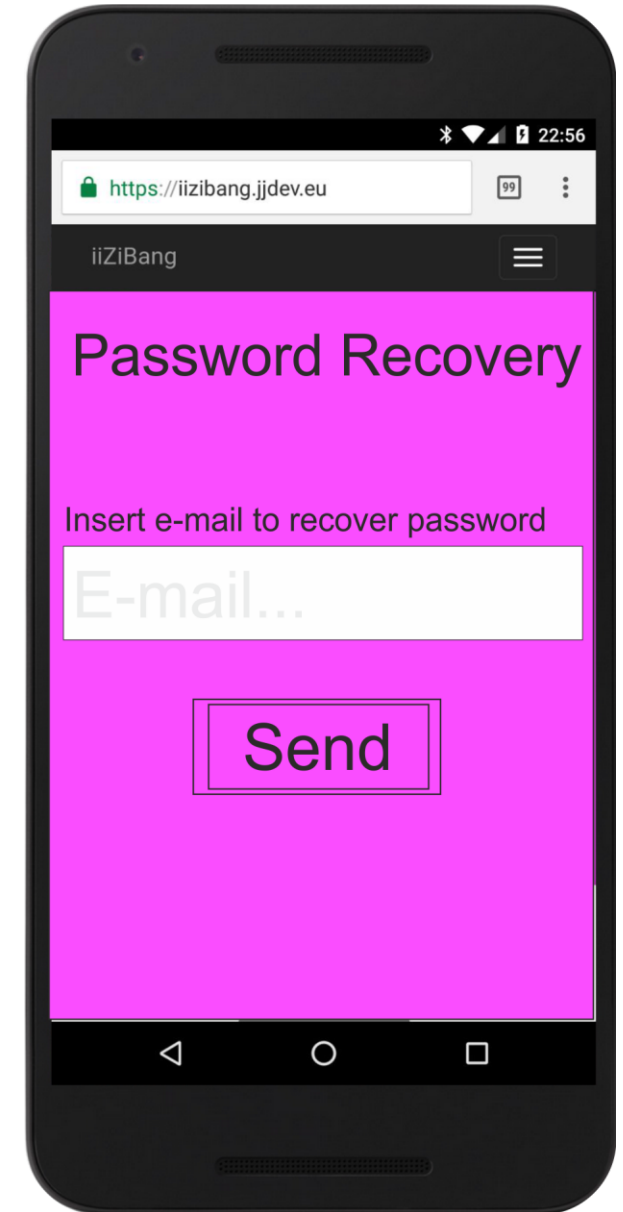 22:56
https://iizibang.jjdev.eu
99
iiZiBang
Password Recovery
Insert e-mail to recover password
E-mail...
Send